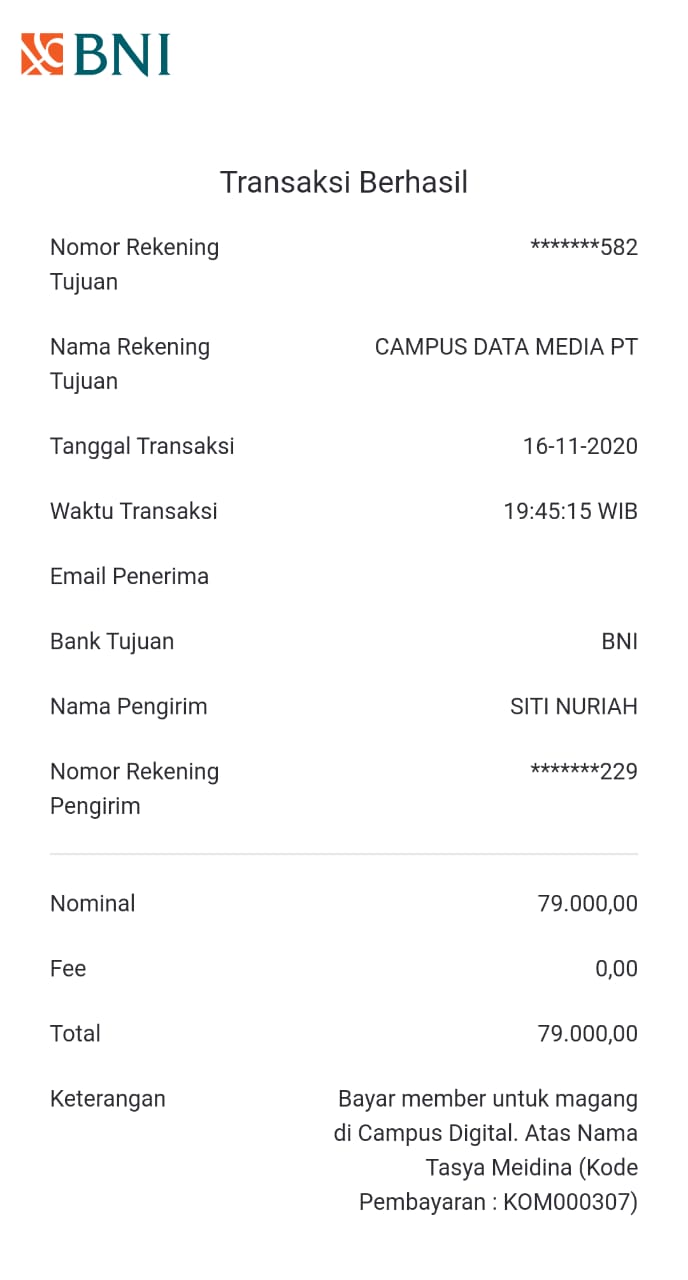 BNI
Transaksi Berhasil
Nomor Rekening Tujuan *******582
Nama Rekening Tujuan CAMPUS DATA MEDIA PT
Tanggal Transaksi 16-11-2020
Waktu Transaksi 19:45:15 WIB
Email Penerima
Bank Tujuan BNI
Nama Pengirim SITI NURIAH
Nomor Rekening Pengirim *******229
Nominal 79.000,00
Fee 0,00
Total 79.000,00
Keterangan Bayar member untuk magang
di Campus Digital. Atas Nama
Tasya Meidina (Kode
Pembayaran : KOM000307)